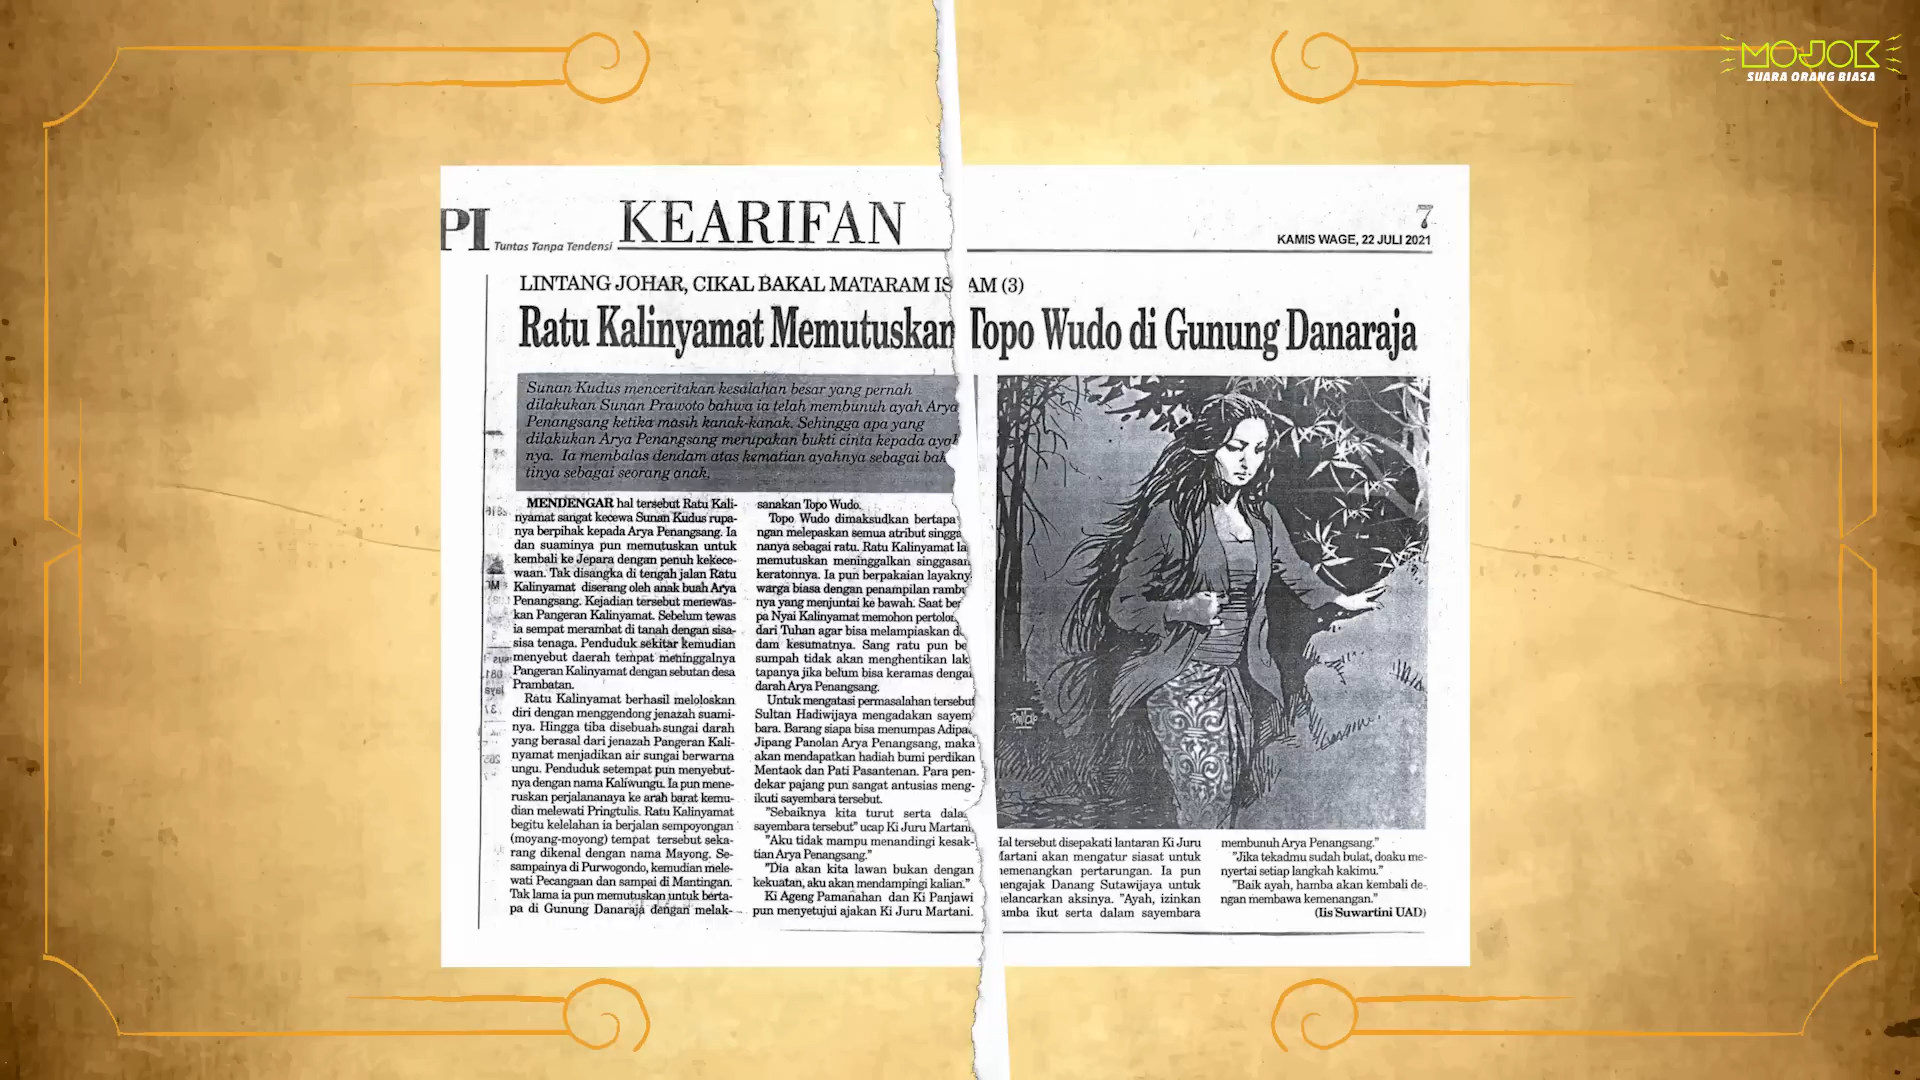 MOJOK
SUARA ORANG BIASA
PI
Tuntas Tanpa Tendensi
KEARIFAN
7
KAMIS WAGE, 22 JULI 2021
LINTANG JOHAR, CIKAL BAKAL MATARAM IS AM (3)
Ratu Kalinyamat Memutuskan Topo Wudo di Gunung Danaraja
Sunan Kudus menceritakan kesalahan besar yang pernah
dilakukan Sunan Prawoto bahwa ia telah membunuh ayah Arya
Penangsang ketika masih kanak-kanak. Sehingga apa yang
dilakukan Arya Penangsang merupakan bukti cinta kepada ayah
nya. Ia membalas dendam atas kematian ayahnya sebagai bak
tinya sebagai seorang anak.
MENDENGAR hal tersebut Ratu Kali-
nyamat sangat kecewa Sunan Kudus rupa-
nya berpihak kepada Arya Penangsang. Ia
dan suaminya pun memutuskan untuk
kembali ke Jepara dengan penuh kekece-
waan. Tak disangka di tengah jalan Ratu
Kalinyamat diserang oleh anak buah Arya
Penangsang. Kejadian tersebut menewas-
kan Pangeran Kalinyamat. Sebelum tewas
ia sempat merambat di tanah dengan sisa-
sisa tenaga. Penduduk sekitar kemudian
menyebut daerah tempat meninggalnya
Pangeran Kalinyamat dengan sebutan desa
Prambatan.
Ratu Kalinyamat berhasil meloloskan
diri dengan menggendong jenazah suami-
nya. Hingga tiba disebuah sungai darah
yang berasal dari jenazah Pangeran Kali-
nyamat menjadikan air sungai berwarna
ungu. Penduduk setempat pun menyebut-
nya dengan nama Kaliwungu. Ia pun mene-
ruskan perjalananaya ke arah barat kemu-
dian melewati Pringtulis. Ratu Kalinyamat
begitu kelelahan ia berjalan sempoyongan
(moyang-moyong) tempat tersebut seka-
rang dikenal dengan nama Mayong. Se-
sampainya di Purwogondo, kemudian mele-
wati Pecangaan dan sampai di Mantingan.
Tak lama ia pun memutuskan untuk berta-
pa di Gunung Danaraja dengan melak-
sanakan Topo Wudo.
Topo Wudo dimaksudkan bertapa
ngan melepaskan semua atribut singga
nanya sebagai ratu. Ratu Kalinyamat la
memutuskan meninggalkan singgasan
keratonnya. Ia pun berpakaian layakny
warga biasa dengan penampilan rambu
nya yang menjuntai ke bawah. Saat ber
pa Nyai Kalinyamat memohon pertolon
dari Tuhan agar bisa melampiaskan d
dam kesumatnya. Sang ratu pun be
sumpah tidak akan menghentikan lak
tapanya jika belum bisa keramas dengan
darah Arya Penangsang.
Untuk mengatasi permasalahan tersebut
Sultan Hadiwijaya mengadakan sayem
bara. Barang siapa bisa menumpas Adipa
Jipang Panolan Arya Penangsang, maka
akan mendapatkan hadiah bumi perdikan
Mentaok dan Pati Pasantenan. Para pen-
dekar pajang pun sangat antusias meng-
ikuti sayembara tersebut.
"Sebaiknya kita turut serta dala
sayembara tersebut" ucap Ki Juru Martani.
"Aku tidak mampu menandingi kesak-
tian Arya Penangsang."
"Dia akan kita lawan bukan dengan
kekuatan, aku akan mendampingi kalian."
Ki Ageng Pamanahan dan Ki Panjawi
pun menyetujui ajakan Ki Juru Martani.
Hal tersebut disepakati lantaran Ki Juru
Martani akan mengatur siasat untuk
memenangkan pertarungan. Ia pun
mengajak Danang Sutawijaya untuk
melancarkan aksinya. "Ayah, izinkan
amba ikut serta dalam sayembara
membunuh Arya Penangsang."
"Jika tekadmu sudah bulat, doaku me-
nyertai setiap langkah kakimu."
"Baik ayah, hamba akan kembali de-
ngan membawa kemenangan."
(Iis Suwartini UAD)